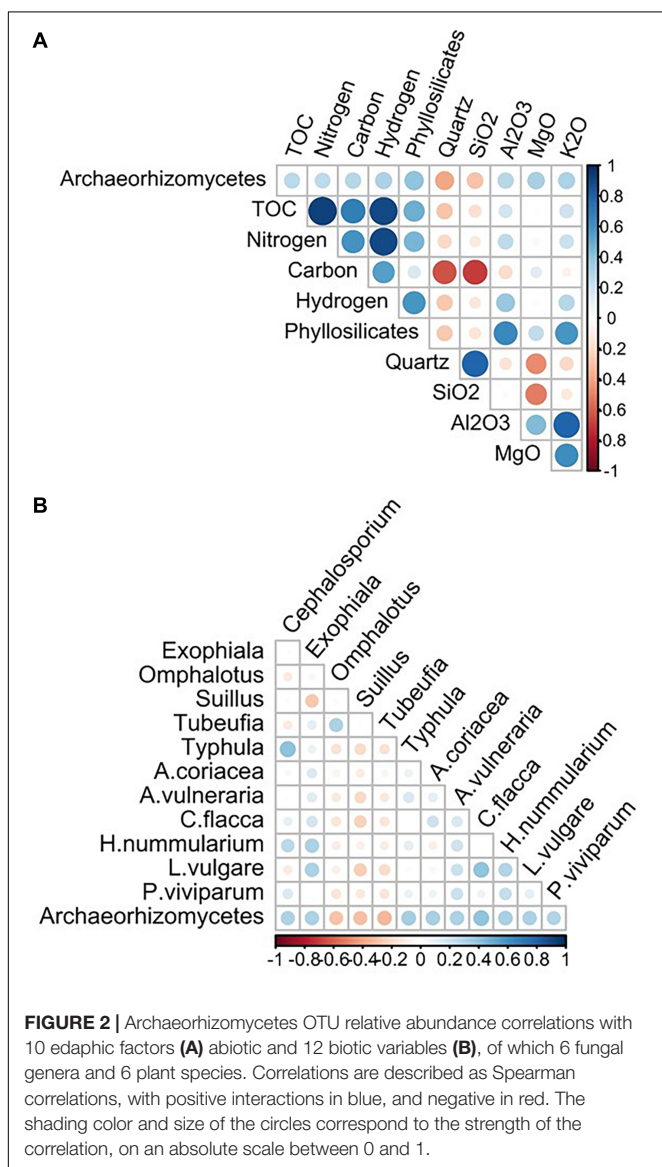 A
TOC
Nitrogen
Carbon
Hydrogen
Phyllosilicates
Quartz
SiO2
Al2O3
MgO
K2O
Archaeorhizomycetes
TOC
Nitrogen
Carbon
Hydrogen
Phyllosilicates
Quartz
SiO2
Al2O3
MgO
1
0.8
0.6
0.4
0.2
0
-0.2
-0.4
-0.6
-0.8
-1
B
Cephalosporium
Exophiala
Omphalotus
Suillus
Tubeufia
Typhula
A.coriacea
A.vulneraria
C.flacca
H.nummularium
L.vulgare
P.viviparum
Exophiala
Omphalotus
Suillus
Tubeufia
Typhula
A.coriacea
A.vulneraria
C.flacca
H.nummularium
L.vulgare
P.viviparum
Archaeorhizomycetes
-1 -0.8 -0.6 -0.4 -0.2 0 0.2 0.4 0.6 0.8 1
FIGURE 2 | Archaeorhizomycetes OTU relative abundance correlations with
10 edaphic factors (A) abiotic and 12 biotic variables (B), of which 6 fungal
genera and 6 plant species. Correlations are described as Spearman
correlations, with positive interactions in blue, and negative in red. The
shading color and size of the circles correspond to the strength of the
correlation, on an absolute scale between 0 and 1.